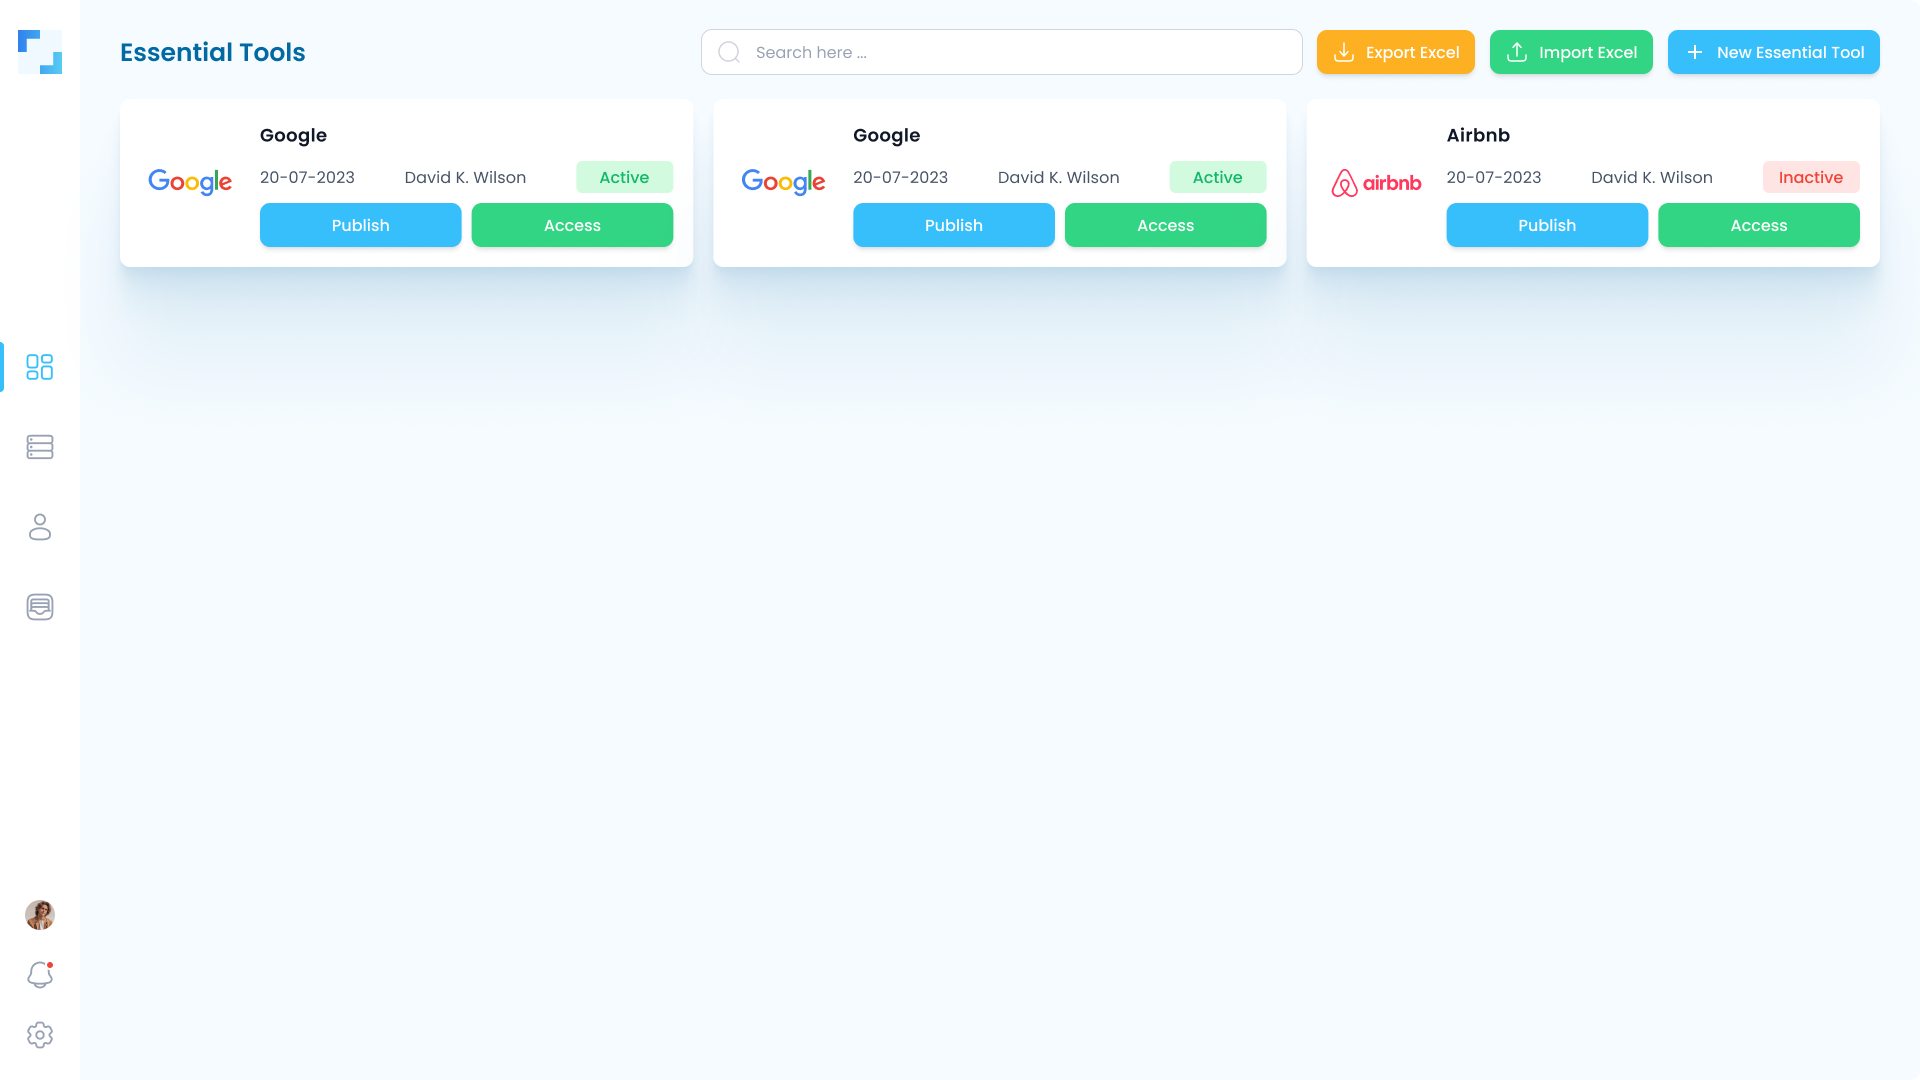 Essential Tools
Search here ...
Export Excel
Import Excel
New Essential Tool
Google
Google
20-07-2023
David K. Wilson
Active
Publish
Access
Google
Google
20-07-2023
David K. Wilson
Active
Publish
Access
Airbnb
airbnb
20-07-2023
David K. Wilson
Inactive
Publish
Access